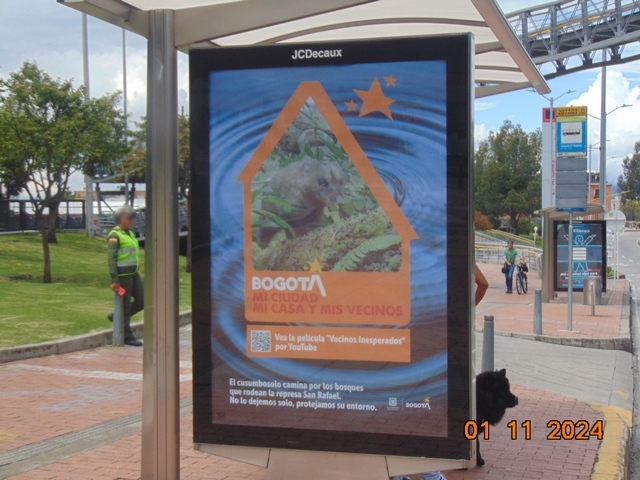 JCDecaux
BOGOTÁ
MI CIUDAD
MI CASA Y MIS VECINOS
Vea la película "Vecinos Inesperados"
por YouTube
El cusumbosolo camina por los bosques
que rodean la represa San Rafael.
No lo dejemos solo, protejamos su entorno.
BOGOTÁ
01 11 2024